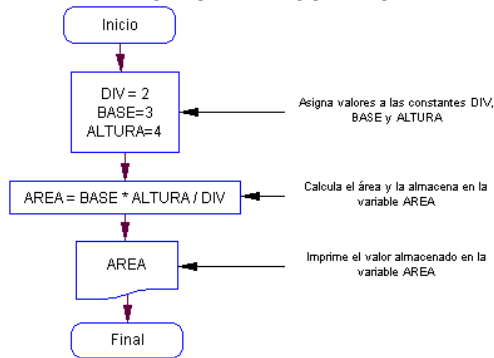 Inicio
DIV = 2
BASE=3
ALTURA=4
Asigna valores a las constantes DIV,
BASE y ALTURA
AREA = BASE * ALTURA / DIV
Calcula el área y la almacena en la
variable AREA
AREA
Imprime el valor almacenado en la
variable AREA
Final